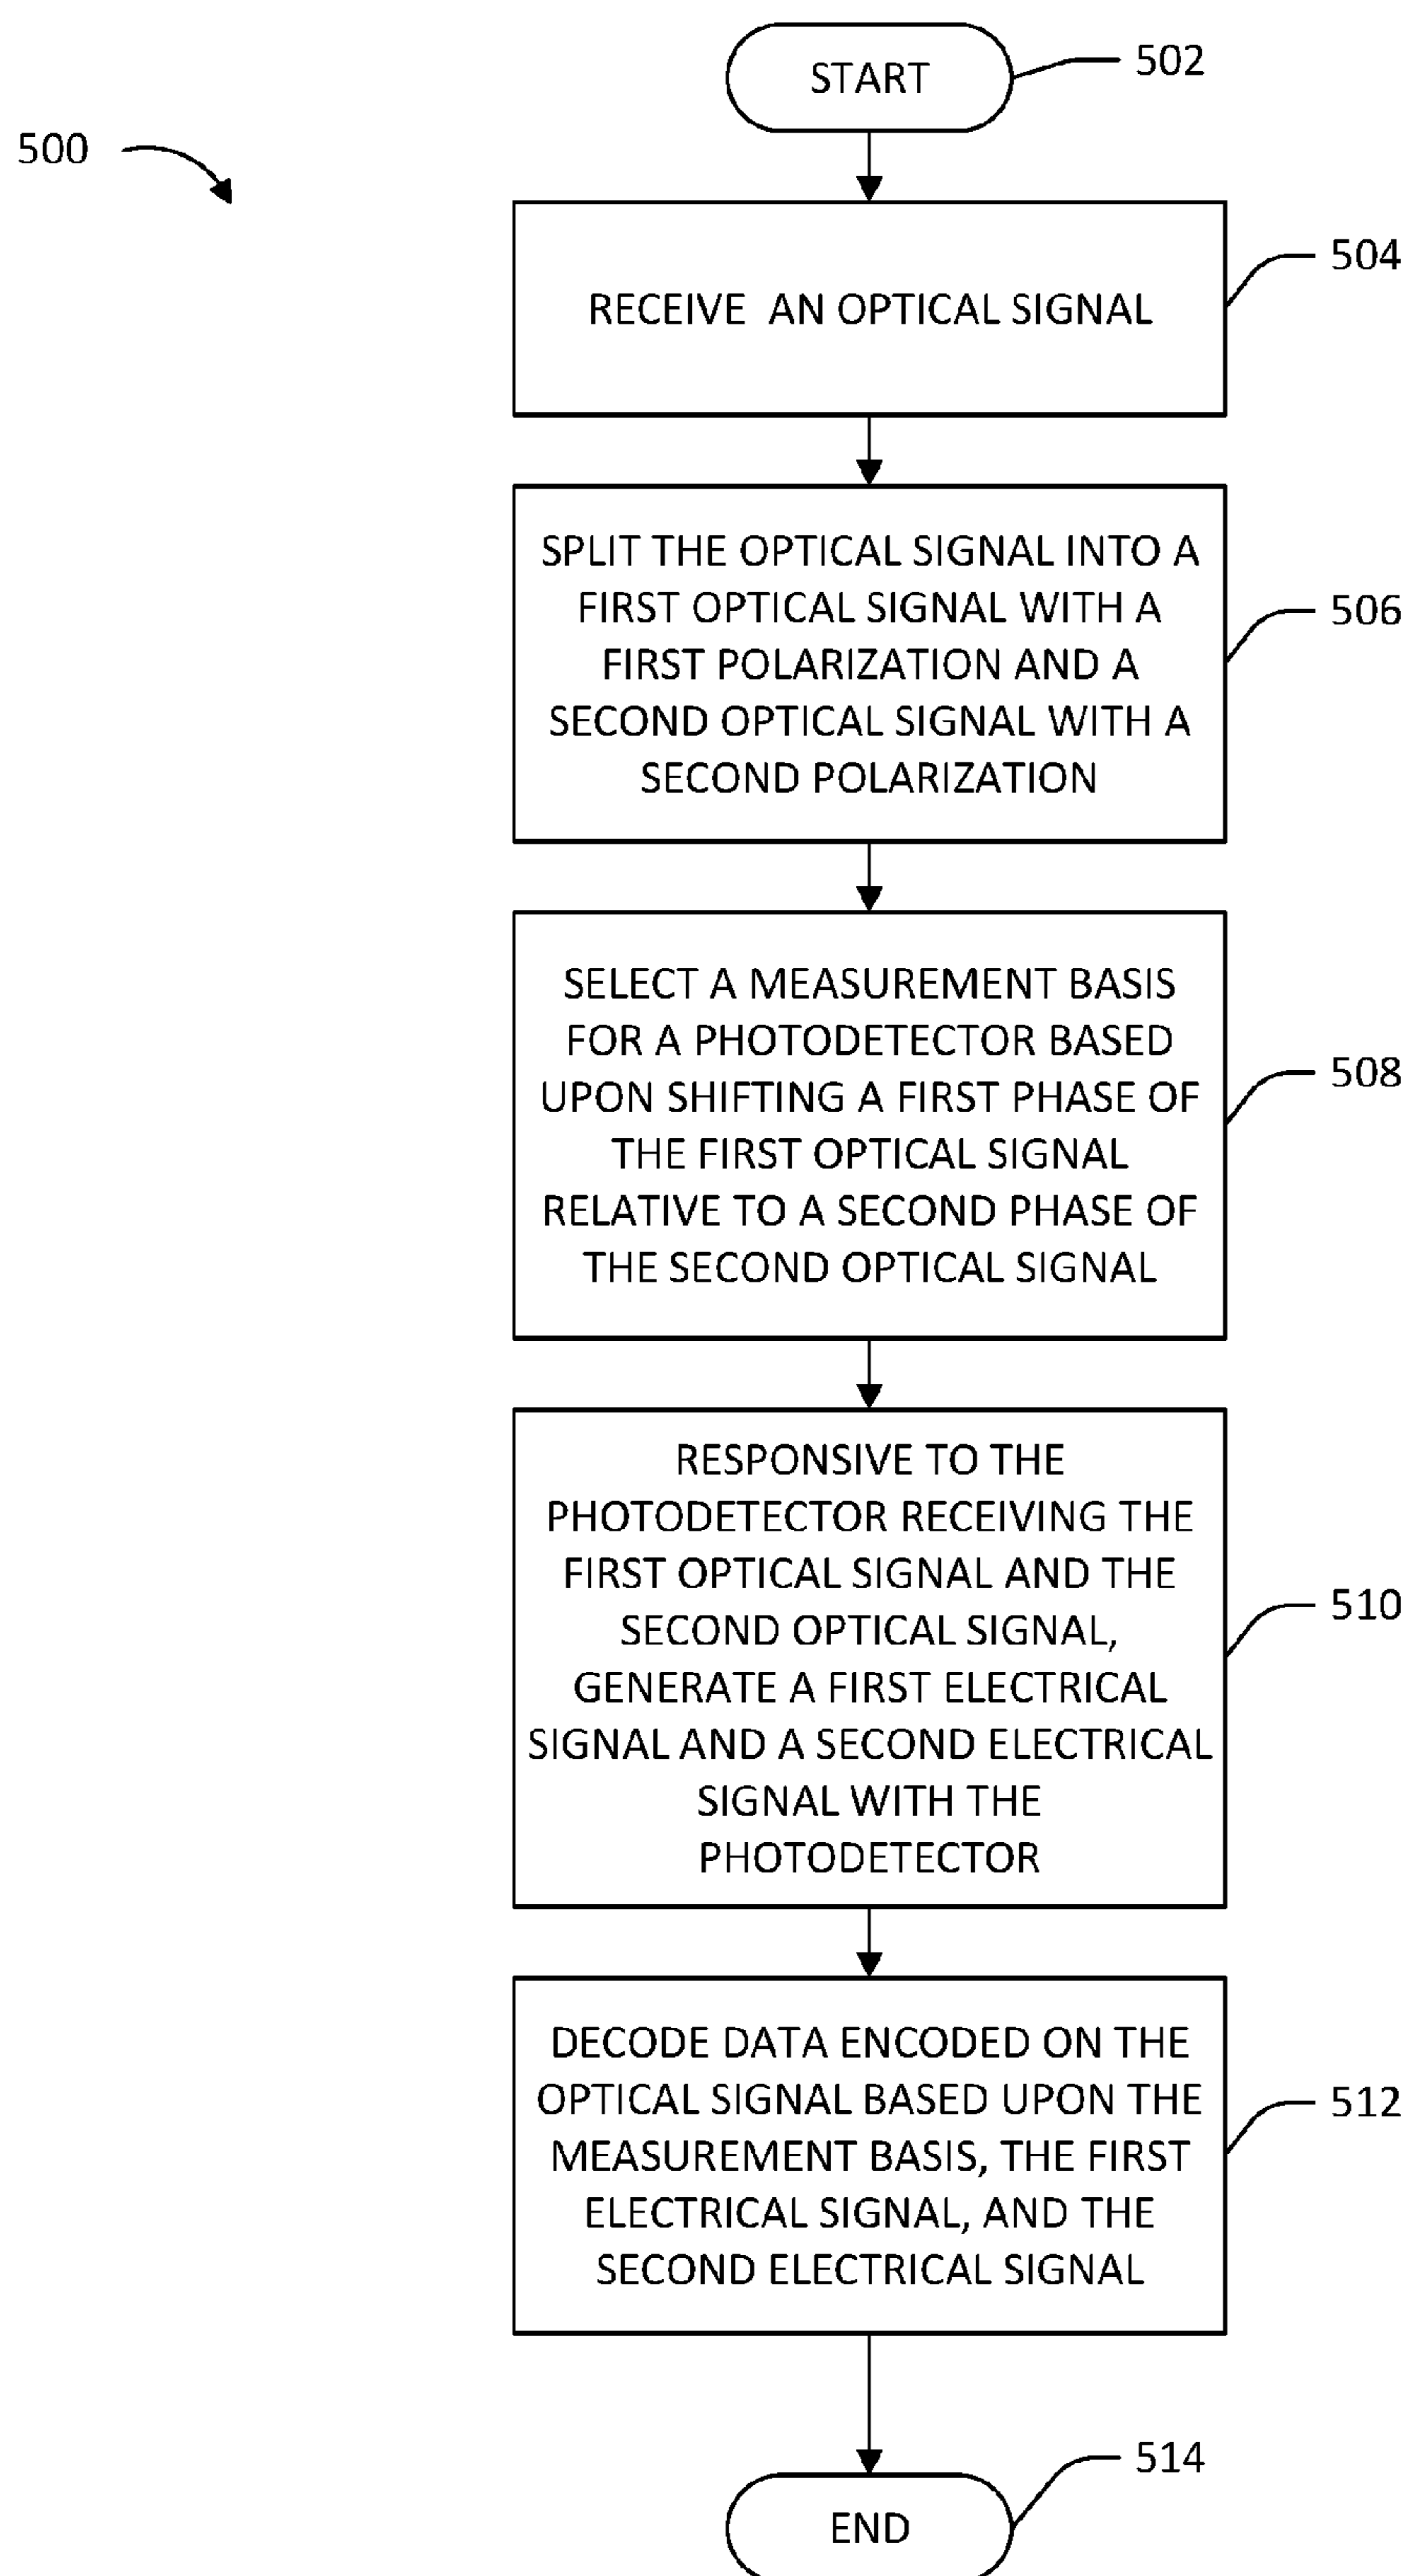 START
502
500
504
RECEIVE AN OPTICAL SIGNAL
SPLIT THE OPTICAL SIGNAL INTO A
FIRST OPTICAL SIGNAL WITH A
FIRST POLARIZATION AND A
SECOND OPTICAL SIGNAL WITH A
SECOND POLARIZATION
506
SELECT A MEASUREMENT BASIS
FOR A PHOTODETECTOR BASED
UPON SHIFTING A FIRST PHASE OF
THE FIRST OPTICAL SIGNAL
RELATIVE TO A SECOND PHASE OF
THE SECOND OPTICAL SIGNAL
508
RESPONSIVE TO THE
PHOTODETECTOR RECEIVING THE
FIRST OPTICAL SIGNAL AND THE
SECOND OPTICAL SIGNAL,
GENERATE A FIRST ELECTRICAL
SIGNAL AND A SECOND ELECTRICAL
SIGNAL WITH THE
PHOTODETECTOR
510
DECODE DATA ENCODED ON THE
OPTICAL SIGNAL BASED UPON THE
MEASUREMENT BASIS, THE FIRST
ELECTRICAL SIGNAL, AND THE
SECOND ELECTRICAL SIGNAL
512
514
END